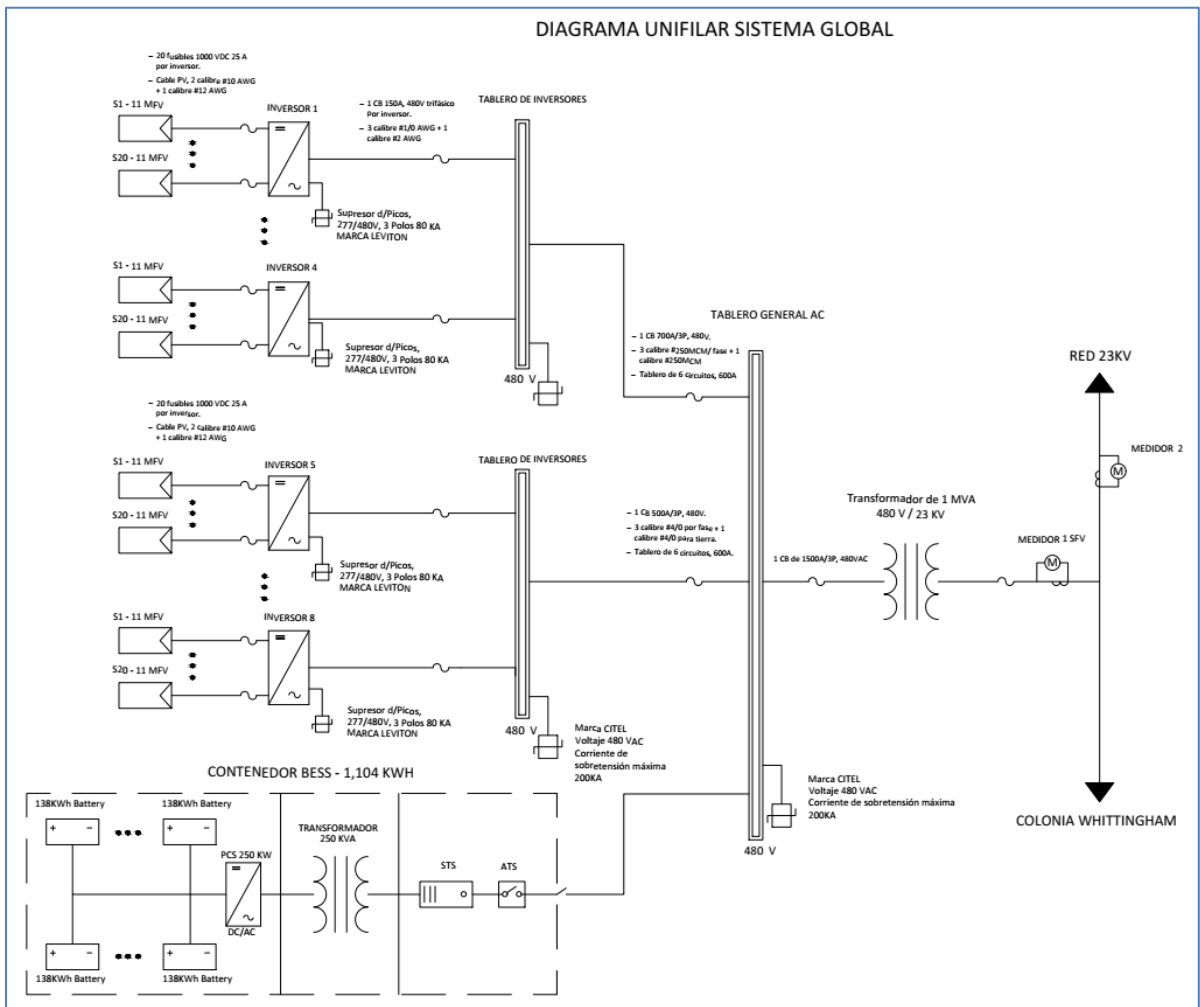 DIAGRAMA UNIFILAR SISTEMA GLOBAL
– 20 fusibles 1000 VDC 25 A
por inversor.
– Cable PV, 2 calibre #10 AWG
+ 1 calibre #12 AWG
S1 - 11 MFV
S20 - 11 MFV
INVERSOR 1
– 1 CB 150A, 480V trifásico
Por inversor.
– 3 calibre #1/0 AWG + 1
calibre #2 AWG
TABLERO DE INVERSORES
Supresor d/Picos,
277/480V, 3 Polos 80 KA
MARCA LEVITON
S1 - 11 MFV
S20 - 11 MFV
INVERSOR 4
Supresor d/Picos,
277/480V, 3 Polos 80 KA
MARCA LEVITON
480 V
– 20 fusibles 1000 VDC 25 A
por inversor.
– Cable PV, 2 calibre #10 AWG
+ 1 calibre #12 AWG
S1 - 11 MFV
S20 - 11 MFV
INVERSOR 5
TABLERO DE INVERSORES
Supresor d/Picos,
277/480V, 3 Polos 80 KA
MARCA LEVITON
S1 - 11 MFV
S20 - 11 MFV
INVERSOR 8
Supresor d/Picos,
277/480V, 3 Polos 80 KA
MARCA LEVITON
480 V
Marca CITEL
Voltaje 480 VAC
Corriente de
sobretensión máxima
200KA
TABLERO GENERAL AC
– 1 CB 700A/3P, 480V.
– 3 calibre #250MCM/ fase + 1
calibre #250MCM
– Tablero de 6 circuitos, 600A
– 1 CB 500A/3P, 480V.
– 3 calibre #4/0 por fase + 1
calibre #4/0 para tierra.
– Tablero de 6 circuitos, 600A.
1 CB de 1500A/3P, 480VAC
Transformador de 1 MVA
480 V / 23 KV
RED 23KV
MEDIDOR 2
M
MEDIDOR 1 SFV
M
COLONIA WHITTINGHAM
Marca CITEL
Voltaje 480 VAC
Corriente de sobretensión máxima
200KA
480 V
CONTENEDOR BESS - 1,104 KWH
138KWh Battery
138KWh Battery
+ −
+ −
PCS 250 KW
DC/AC
TRANSFORMADOR
250 KVA
STS
ATS
+ −
+ −
138KWh Battery
138KWh Battery